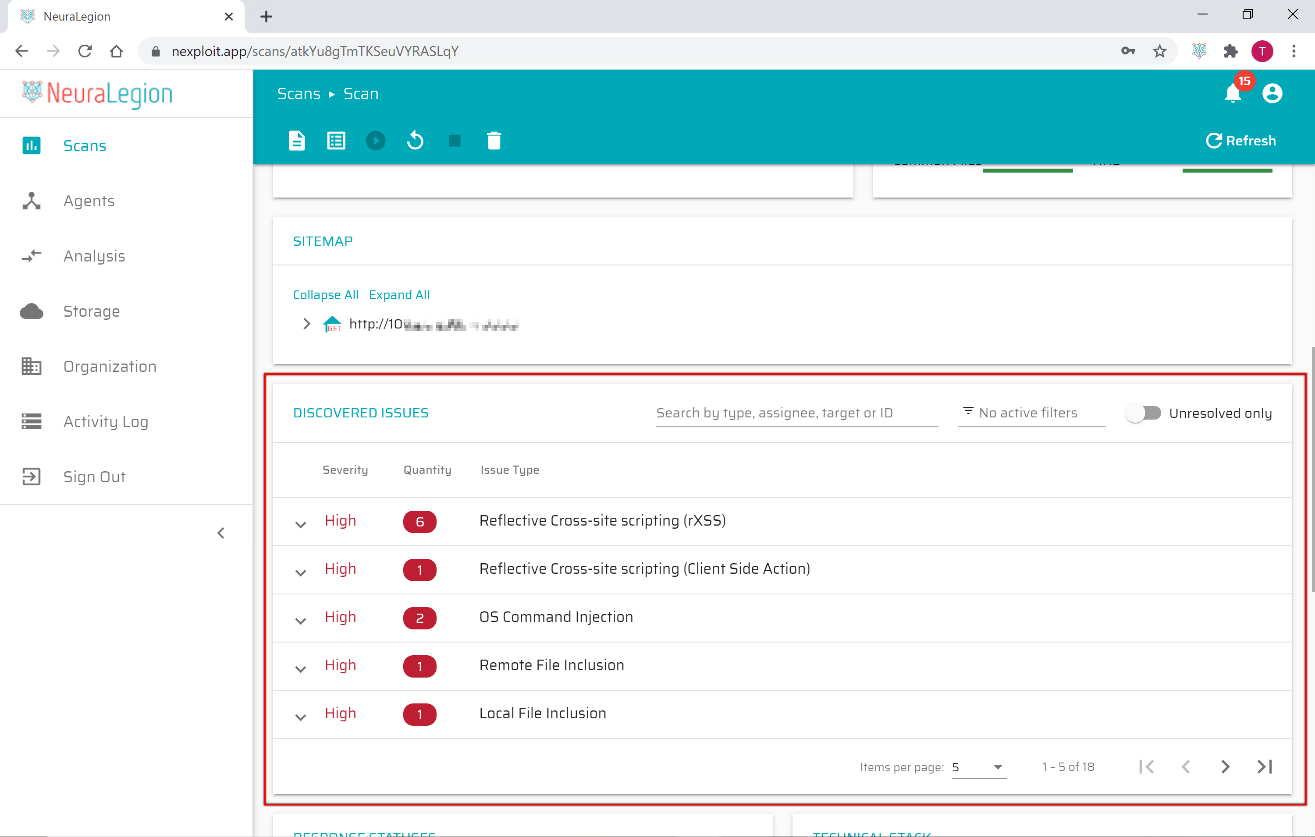 NeuraLegion
nexploit.app/scans/atkYu8gTmTKSeuVYRASLqY
T
NeuraLegion
Scans ▸ Scan
15
Refresh
Scans
Agents
Analysis
Storage
Organization
Activity Log
Sign Out
SITEMAP
Collapse All Expand All
GET http://10
DISCOVERED ISSUES
Search by type, assignee, target or ID
No active filters
Unresolved only
Severity Quantity Issue Type
High 6 Reflective Cross-site scripting (rXSS)
High 1 Reflective Cross-site scripting (Client Side Action)
High 2 OS Command Injection
High 1 Remote File Inclusion
High 1 Local File Inclusion
Items per page: 5 1 - 5 of 18
RESPONSE STATUSES
TECHNICAL STACK